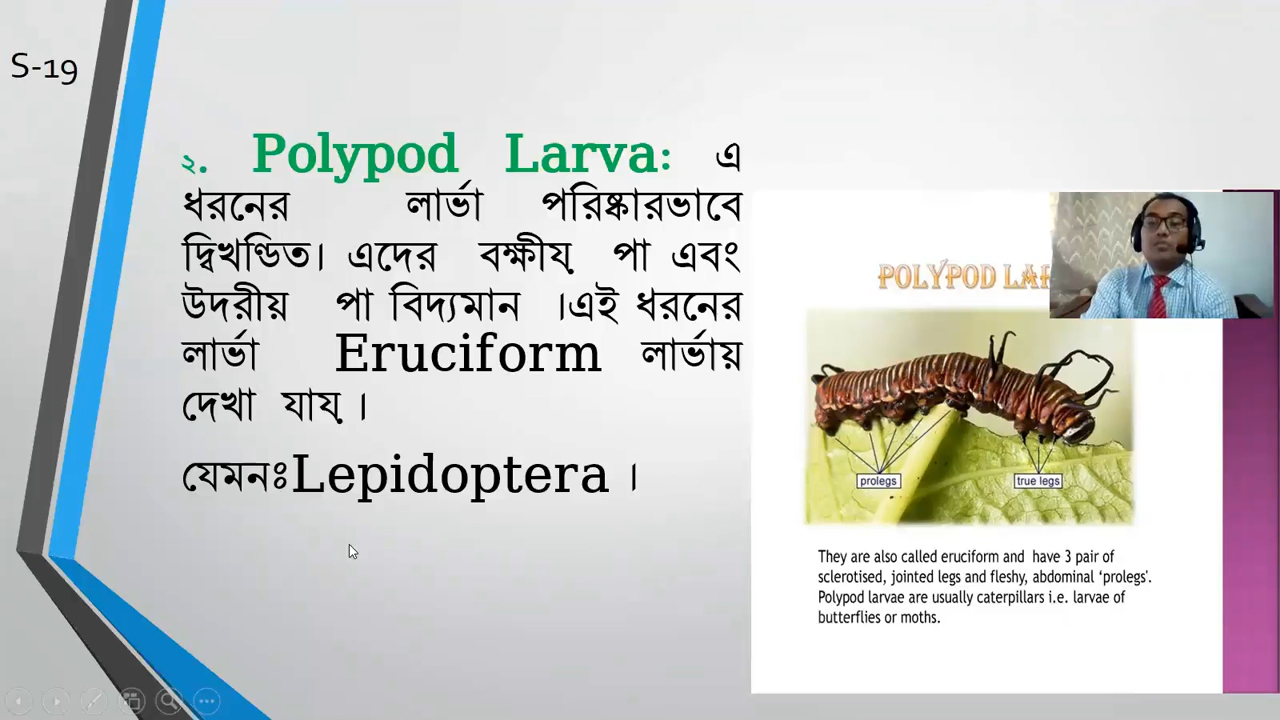 S-19
২. Polypod Larva: এ
ধরনের লার্ভা পরিষ্কারভাবে
দ্বিখণ্ডিত। এদের বক্ষীয় পা এবং
উদরীয় পা বিদ্যমান ।এই ধরনের
লার্ভা Eruciform লার্ভায়
দেখা যায় ।
যেমনঃLepidoptera ।
POLYPOD
prolegs
true legs
They are also called eruciform and have 3 pair of
sclerotised, jointed legs and fleshy, abdominal ‘prolegs'.
Polypod larvae are usually caterpillars i.e. larvae of
butterflies or moths.